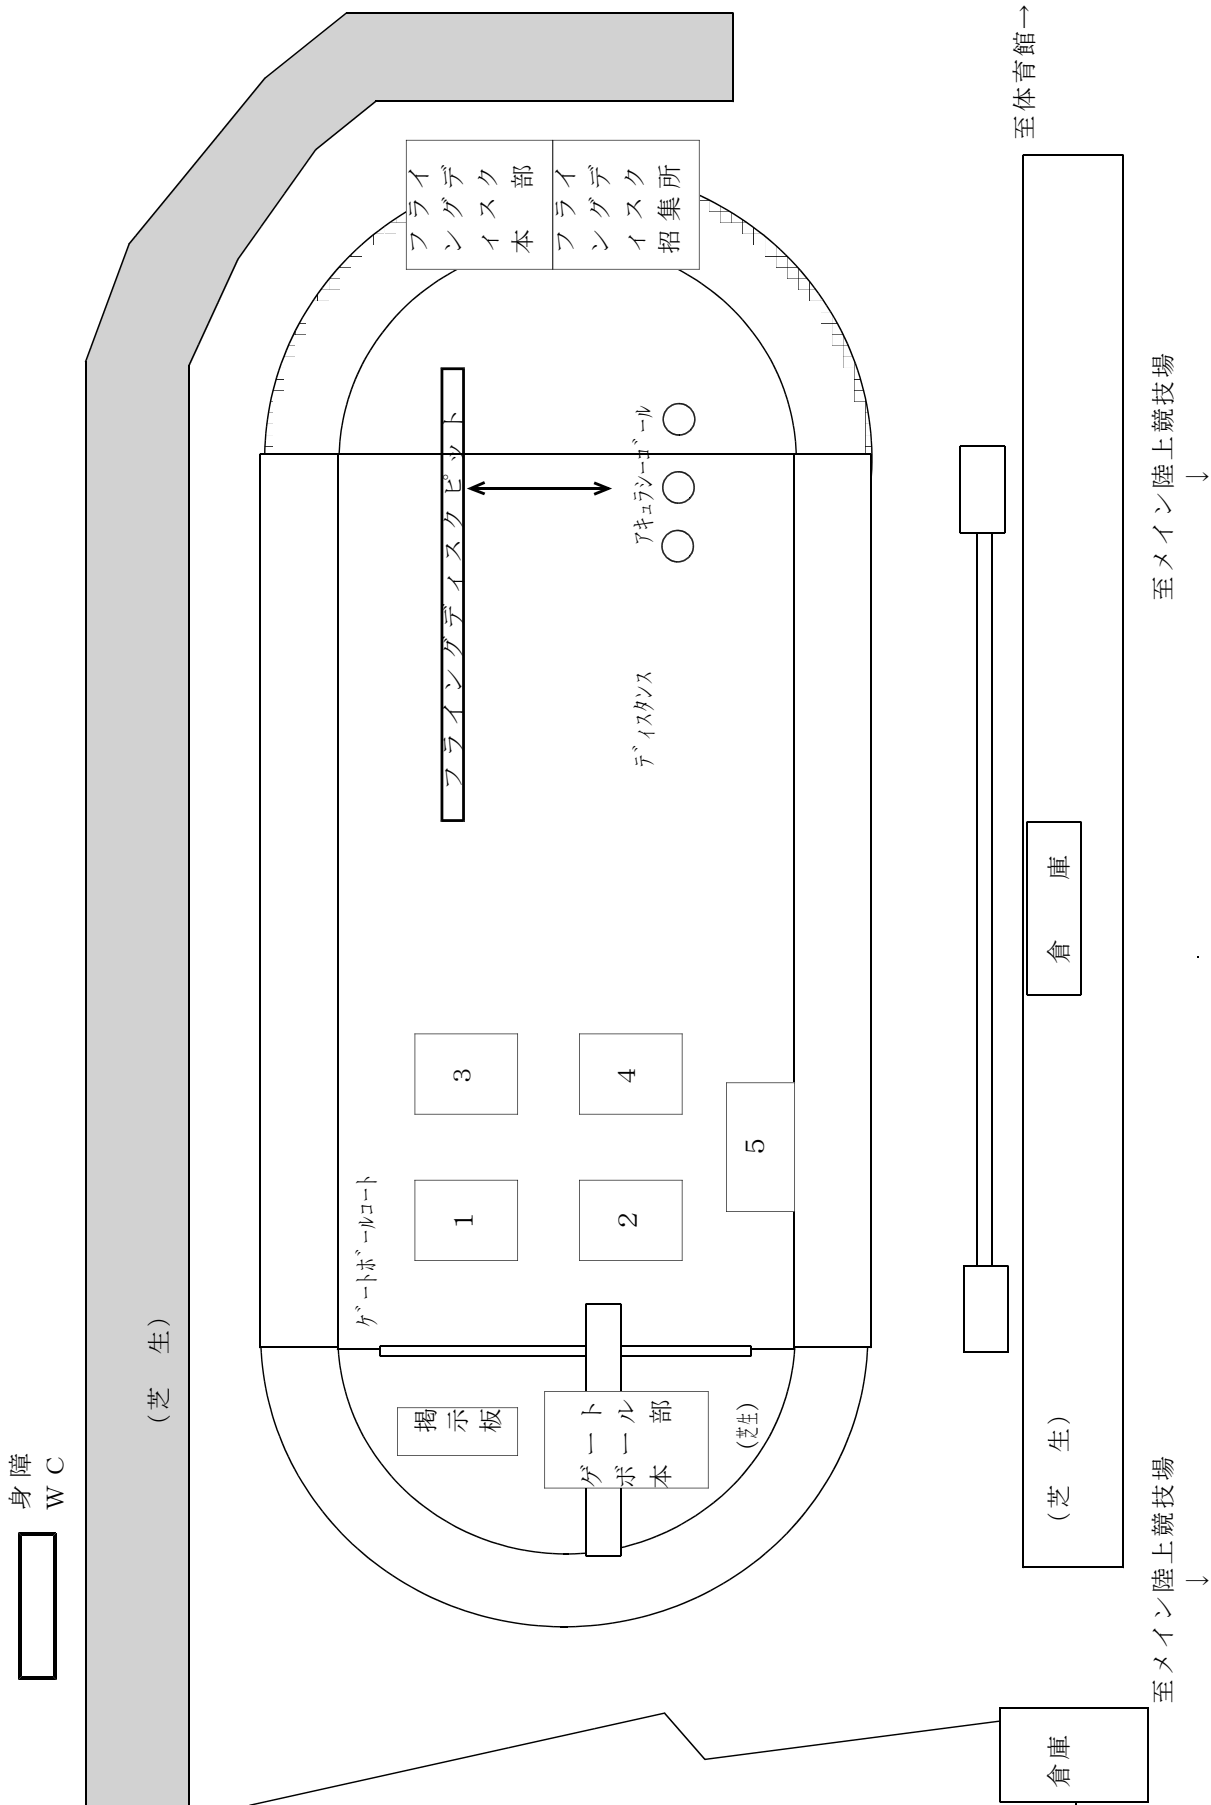 至体育館→
フライ
ングデ
ィスク
本部
フライ
ングデ
ィスク
招集所
フライングディスクピット
アキュラシーゴール
ディスタンス
至メイン陸上競技場
↓
倉庫
3
4
5
1
2
ゲートボールコート
(芝生)
掲示板
ゲート
ボール
本部
(芝生)
(芝生)
身障
WC
至メイン陸上競技場
↓
倉庫